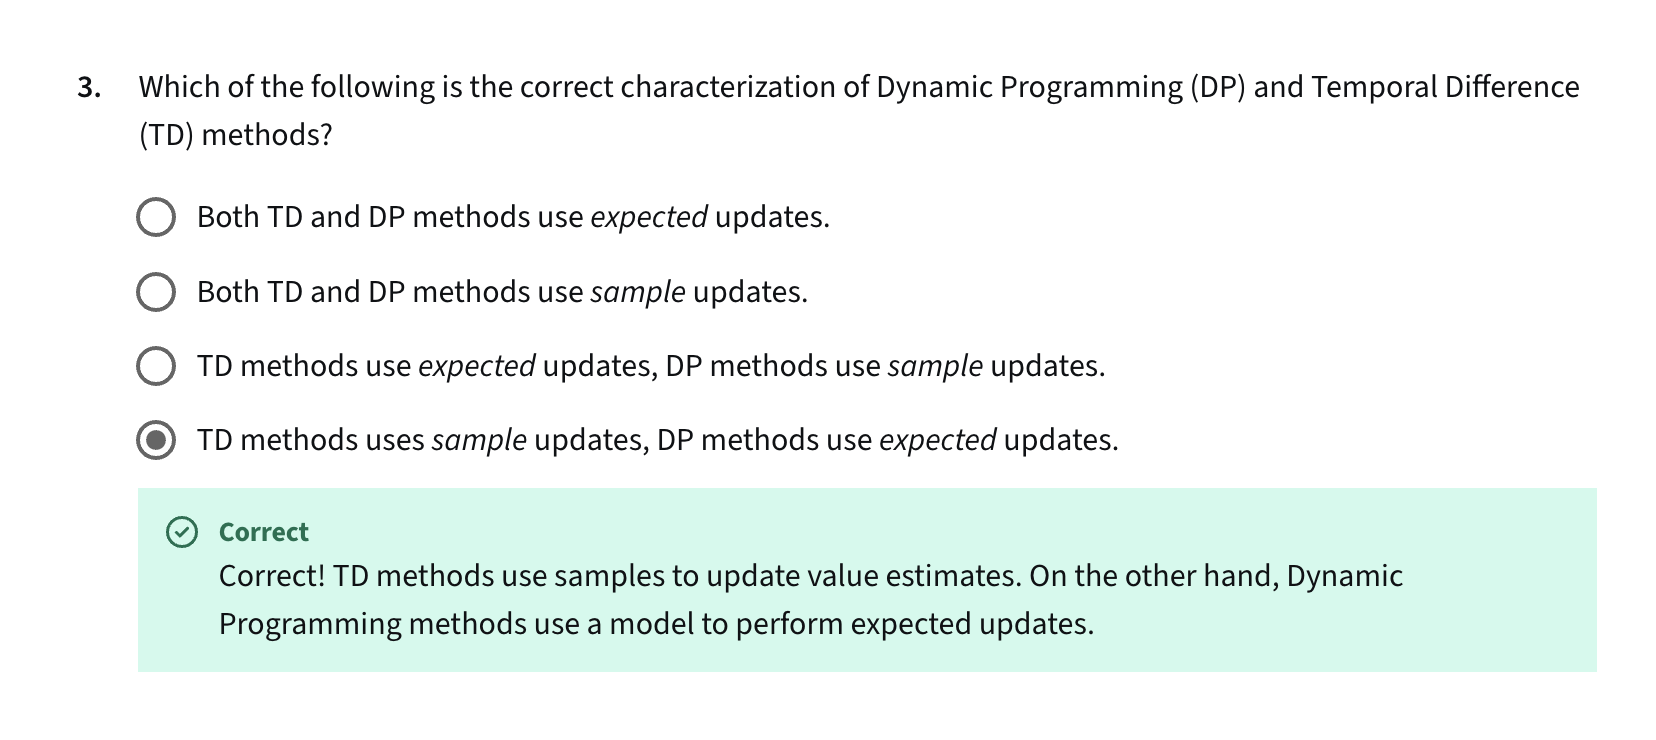 3. Which of the following is the correct characterization of Dynamic Programming (DP) and Temporal Difference
(TD) methods?
Both TD and DP methods use expected updates.
Both TD and DP methods use sample updates.
TD methods use expected updates, DP methods use sample updates.
TD methods uses sample updates, DP methods use expected updates.
Correct
Correct! TD methods use samples to update value estimates. On the other hand, Dynamic
Programming methods use a model to perform expected updates.